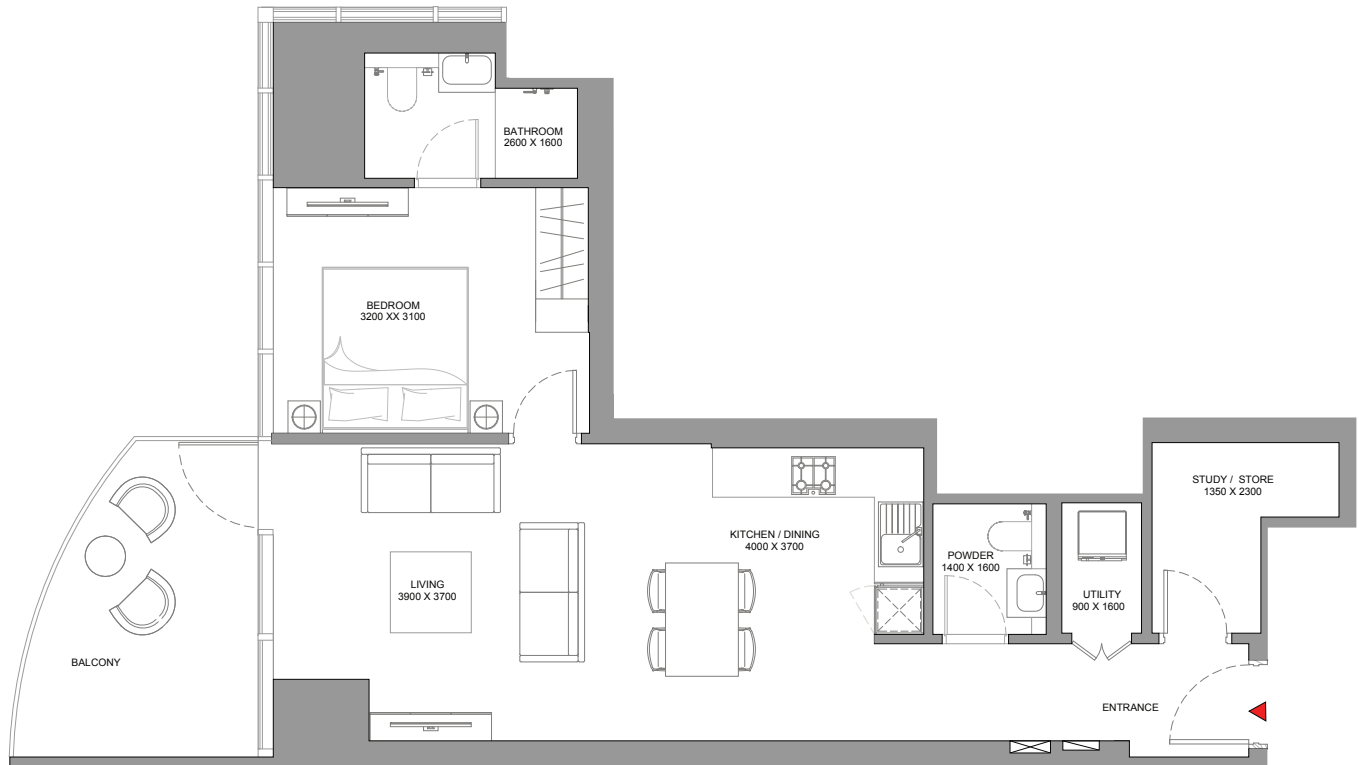 BATHROOM
2600 X 1600
BEDROOM
3200 XX 3100
STUDY / STORE
1350 X 2300
KITCHEN / DINING
4000 X 3700
POWDER
1400 X 1600
LIVING
3900 X 3700
UTILITY
900 X 1600
BALCONY
ENTRANCE